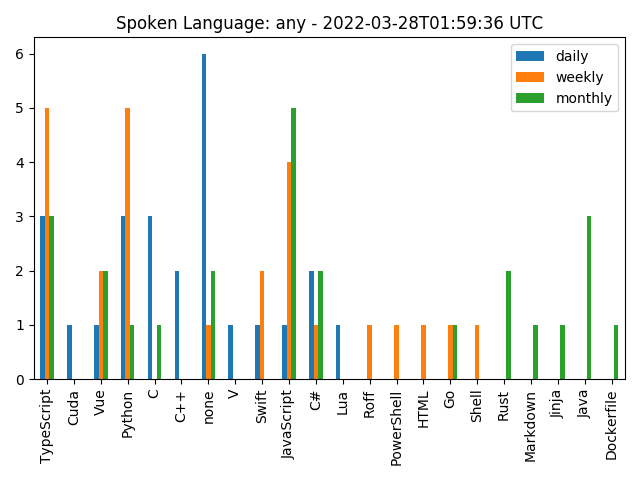 Spoken Language: any - 2022-03-28T01:59:36 UTC
daily
weekly
monthly
6
5
4
3
2
1
0
TypeScript
Cuda
Vue
Python
C
C++
none
V
Swift
JavaScript
C#
Lua
Roff
PowerShell
HTML
Go
Shell
Rust
Markdown
Jinja
Java
Dockerfile